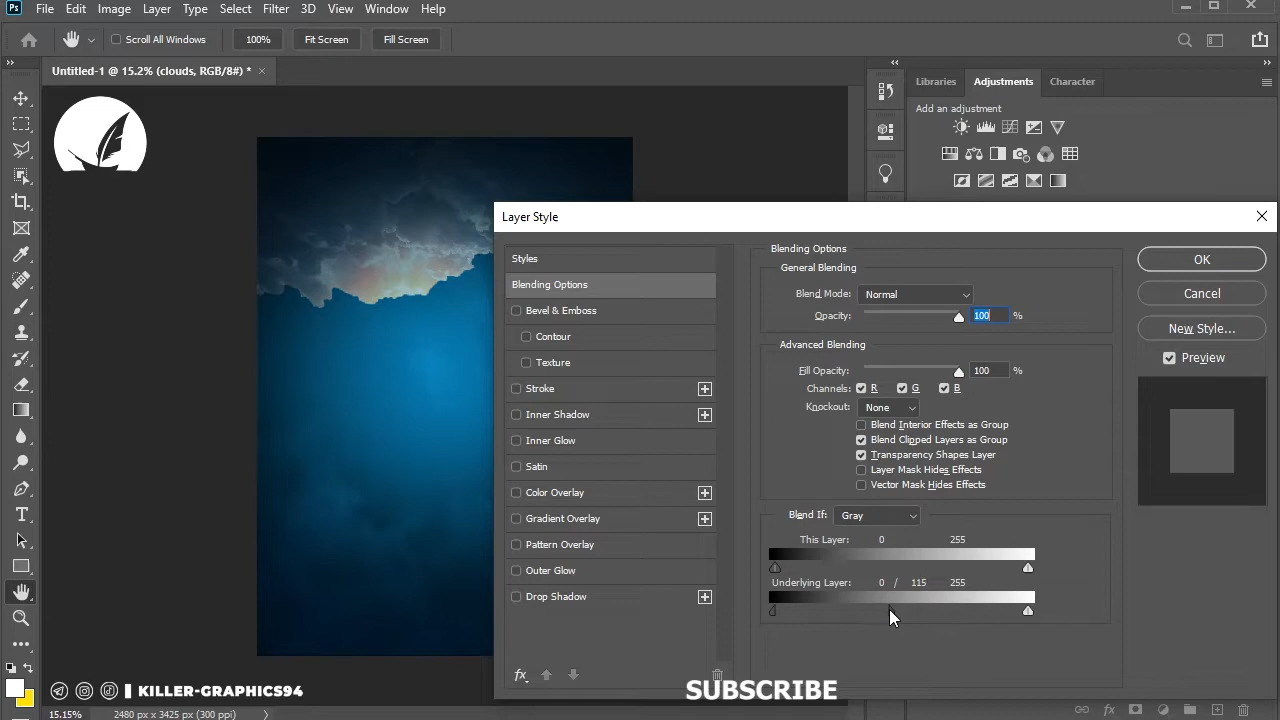 Ps File Edit Image Layer Type Select Filter 3D View Window Help
Scroll All Windows 100% Fit Screen Fill Screen
Untitled-1 @ 15.2% (clouds, RGB/8#) *
Libraries Adjustments Character
Add an adjustment
Layer Style
Styles
Blending Options
Bevel & Emboss
Contour
Texture
Stroke
Inner Shadow
Inner Glow
Satin
Color Overlay
Gradient Overlay
Pattern Overlay
Outer Glow
Drop Shadow
fx
Blending Options
General Blending
Blend Mode: Normal
Opacity: 100 %
Advanced Blending
Fill Opacity: 100 %
Channels: R G B
Knockout: None
Blend Interior Effects as Group
Blend Clipped Layers as Group
Transparency Shapes Layer
Layer Mask Hides Effects
Vector Mask Hides Effects
Blend If: Gray
This Layer: 0 255
Underlying Layer: 0 / 115 255
OK
Cancel
New Style...
Preview
KILLER-GRAPHICS94
SUBSCRIBE
15.15% 2480 px x 3425 px (300 ppi)
fx